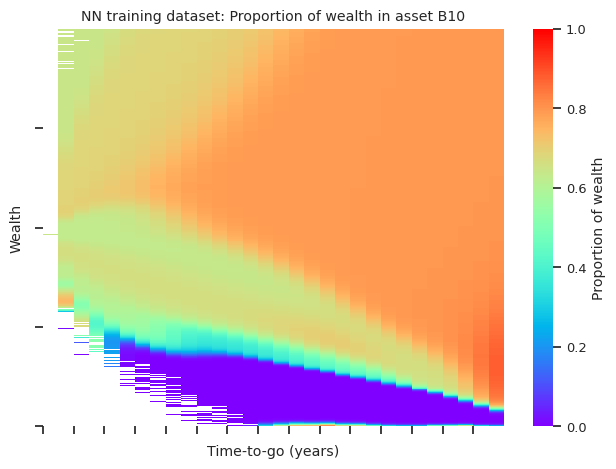 NN training dataset: Proportion of wealth in asset B10
Wealth
Time-to-go (years)
1.0
0.8
0.6
0.4
0.2
0.0
Proportion of wealth